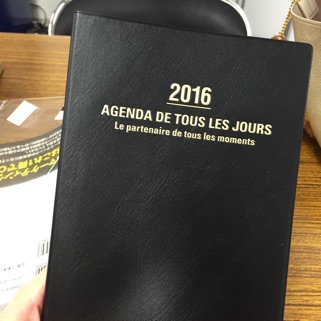 2016
AGENDA DE TOUS LES JOURS
Le partenaire de tous les moments